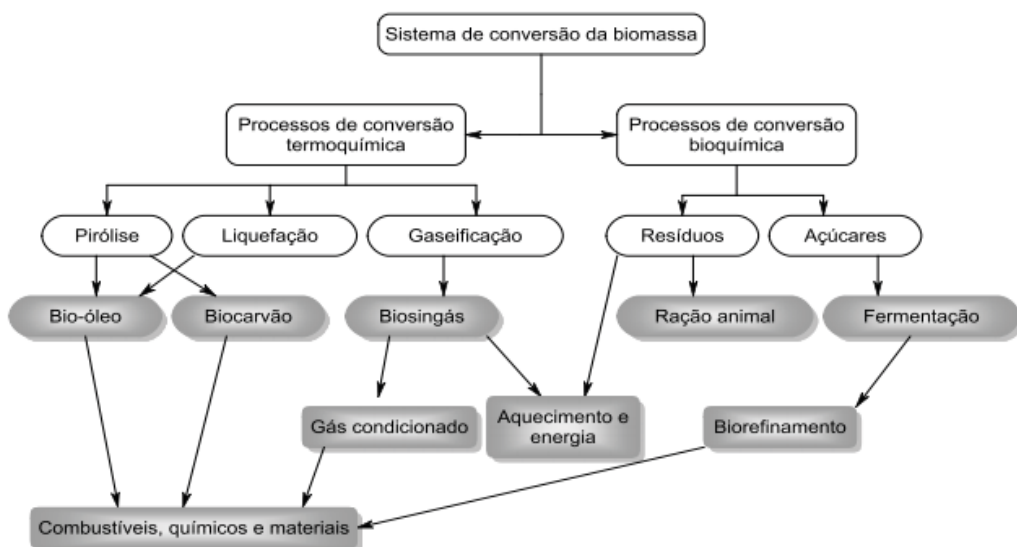 Sistema de conversão da biomassa
Processos de conversão
termoquímica
Processos de conversão
bioquímica
Pirólise
Liquefação
Gaseificação
Resíduos
Açúcares
Bio-óleo
Biocarvão
Biosingás
Ração animal
Fermentação
Gás condicionado
Aquecimento e
energia
Biorefinamento
Combustíveis, químicos e materiais